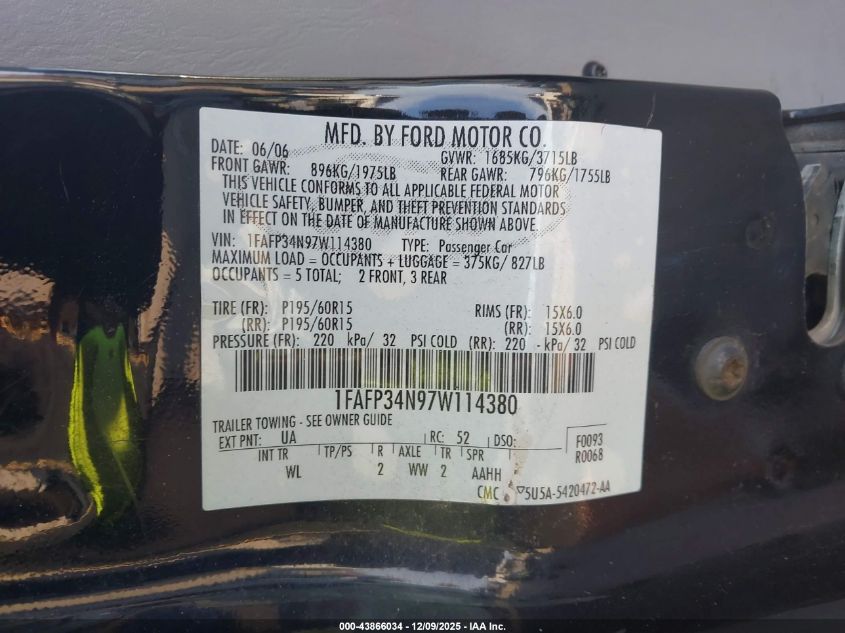 MFD. BY FORD MOTOR CO.
DATE: 06/06 GVWR: 1685KG/3715LB
FRONT GAWR: 896KG/1975LB REAR GAWR: 796KG/1755LB
THIS VEHICLE CONFORMS TO ALL APPLICABLE FEDERAL MOTOR
VEHICLE SAFETY, BUMPER, AND THEFT PREVENTION STANDARDS
IN EFFECT ON THE DATE OF MANUFACTURE SHOWN ABOVE.
VIN: 1FAFP34N97W114380 TYPE: Passenger Car
MAXIMUM LOAD = OCCUPANTS + LUGGAGE = 375KG/ 827LB
OCCUPANTS = 5 TOTAL; 2 FRONT, 3 REAR
TIRE (FR): P195/60R15 RIMS (FR): 15X6.0
(RR): P195/60R15 (RR): 15X6.0
PRESSURE (FR): 220 kPa/ 32 PSI COLD (RR): 220 - kPa/ 32 PSI COLD
1FAFP34N97W114380
TRAILER TOWING - SEE OWNER GUIDE
EXT PNT: UA RC: 52 DSO: F0093
INT TR TP/PS R AXLE TR SPR R0068
WL 2 WW 2 AAHH
CMC ▽5U5A-5420472-AA
000-43866034 | 12/09/2025 - IAA Inc.